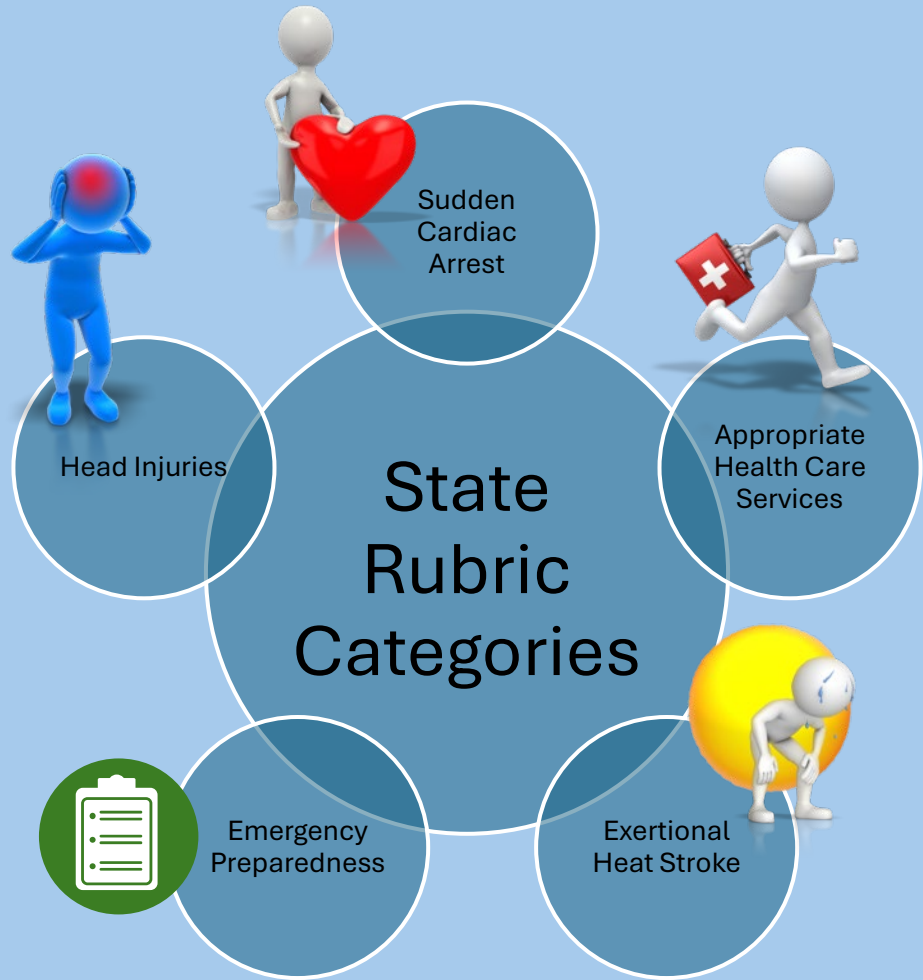 Sudden
Cardiac
Arrest
Appropriate
Health Care
Services
Head Injuries
State
Rubric
Categories
Emergency
Preparedness
Exertional
Heat Stroke